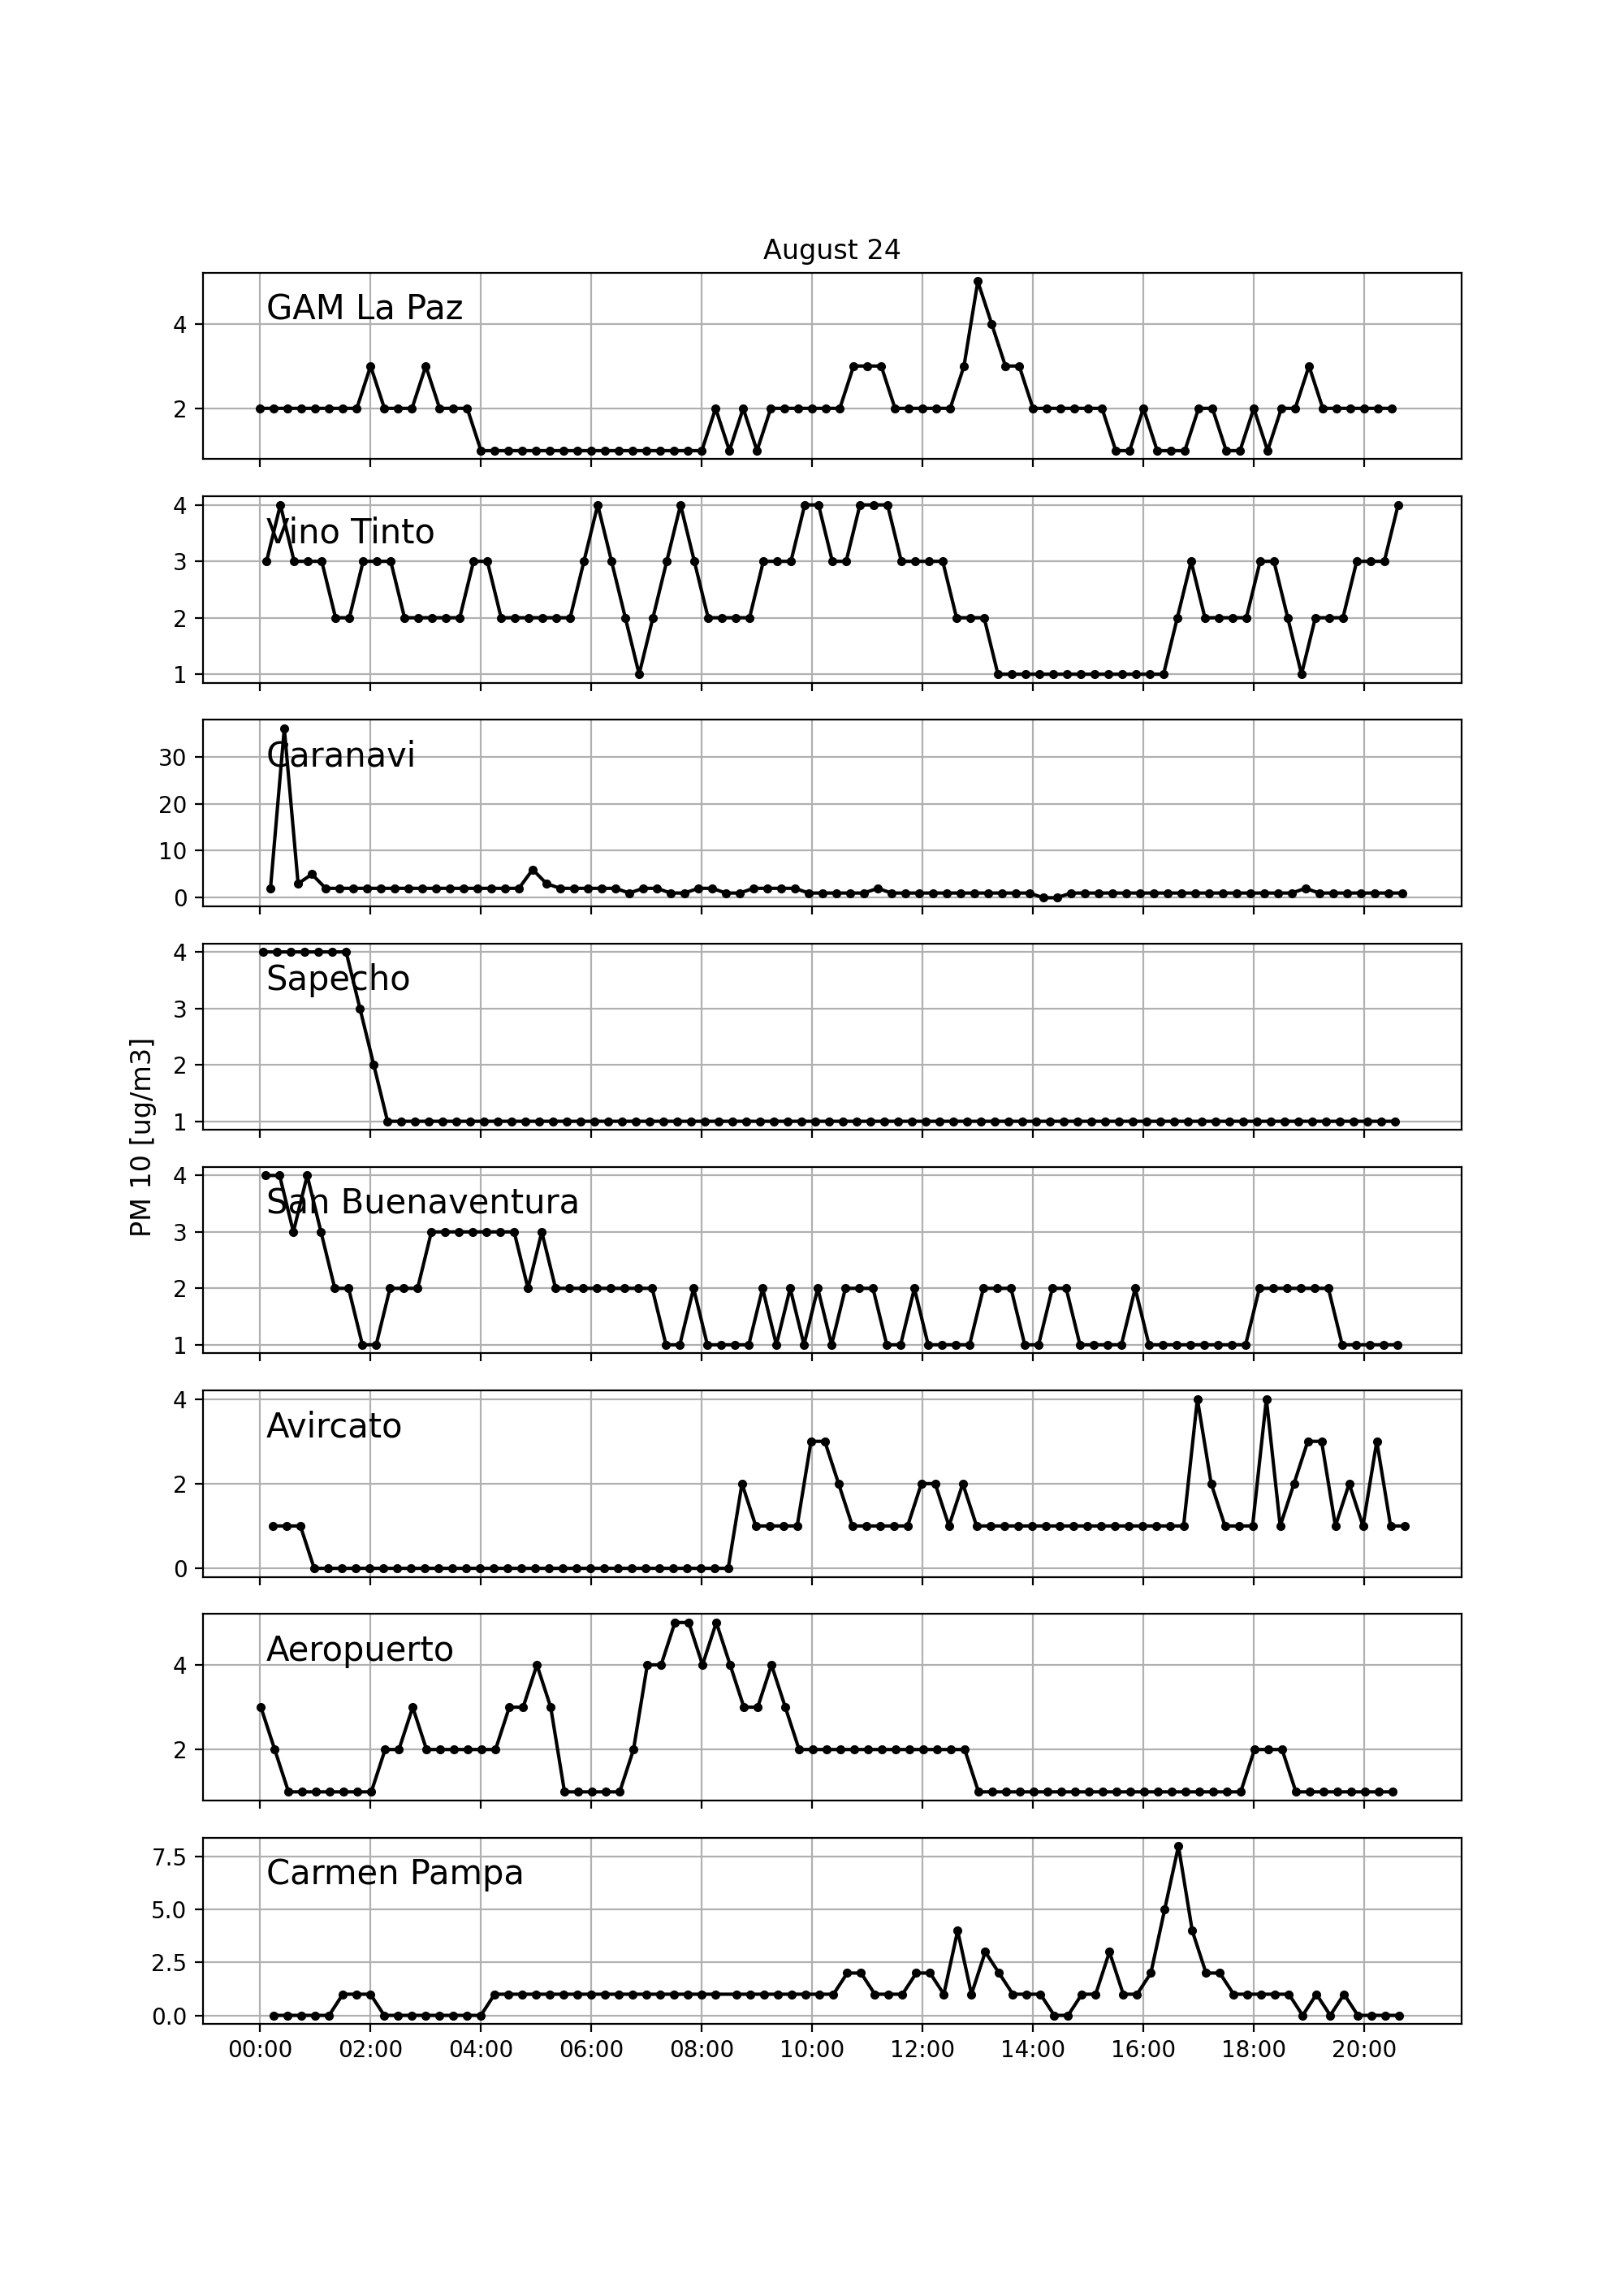 August 24
GAM La Paz
4
2
Vino Tinto
4
3
2
1
Caranavi
30
20
10
0
Sapecho
4
3
2
1
PM 10 [ug/m3]
San Buenaventura
4
3
2
1
Avircato
4
2
0
Aeropuerto
4
2
Carmen Pampa
7.5
5.0
2.5
0.0
00:00 02:00 04:00 06:00 08:00 10:00 12:00 14:00 16:00 18:00 20:00